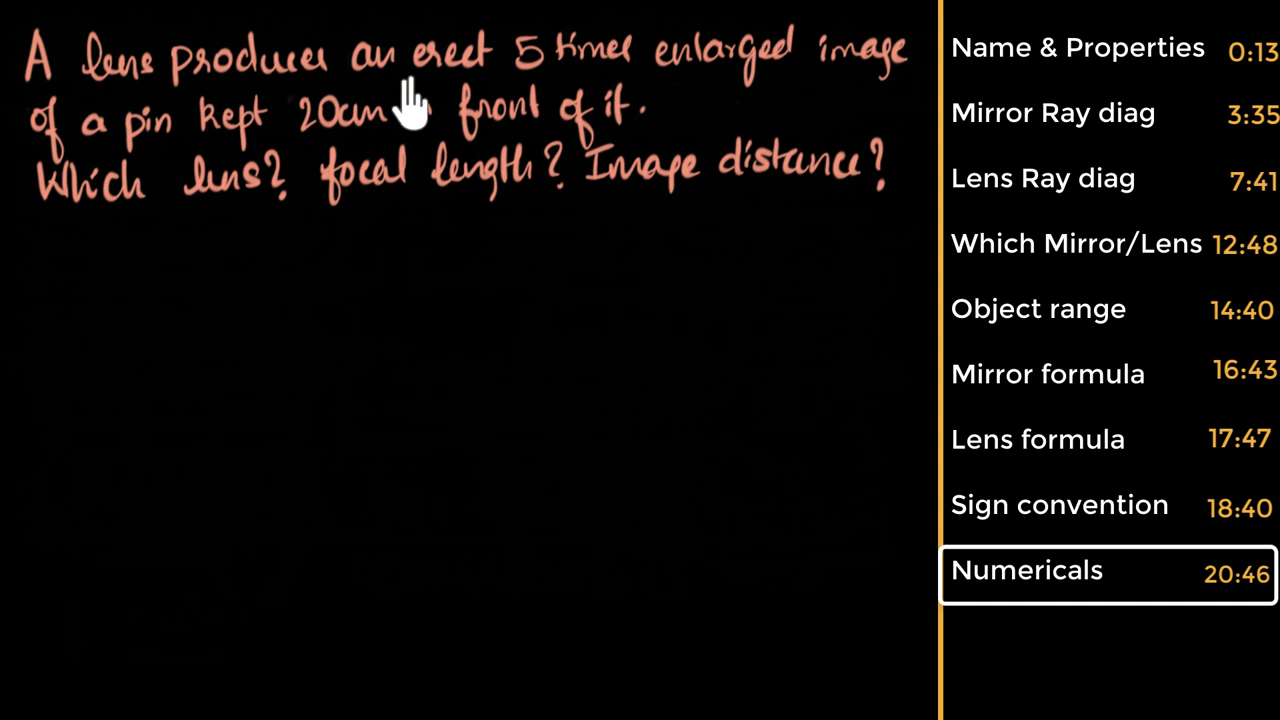 A lens produces an erect 5 times enlarged image
of a pin kept 20cm front of it.
Which lens? focal length? Image distance?
Name & Properties 0:13
Mirror Ray diag 3:35
Lens Ray diag 7:41
Which Mirror/Lens 12:48
Object range 14:40
Mirror formula 16:43
Lens formula 17:47
Sign convention 18:40
Numericals 20:46